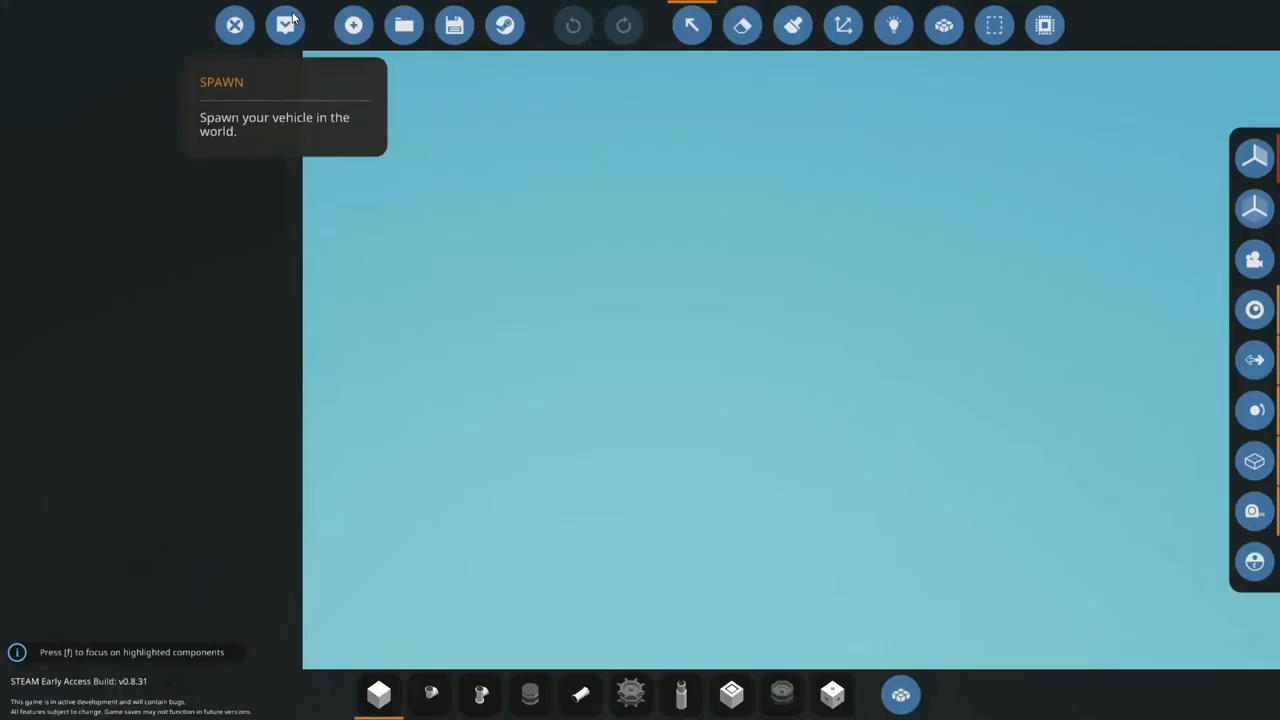 SPAWN
Spawn your vehicle in the
world.
Press [f] to focus on highlighted components
STEAM Early Access Build: v0.8.31
This game is in active development and will contain bugs.
All features subject to change. Game saves may not function in future versions.